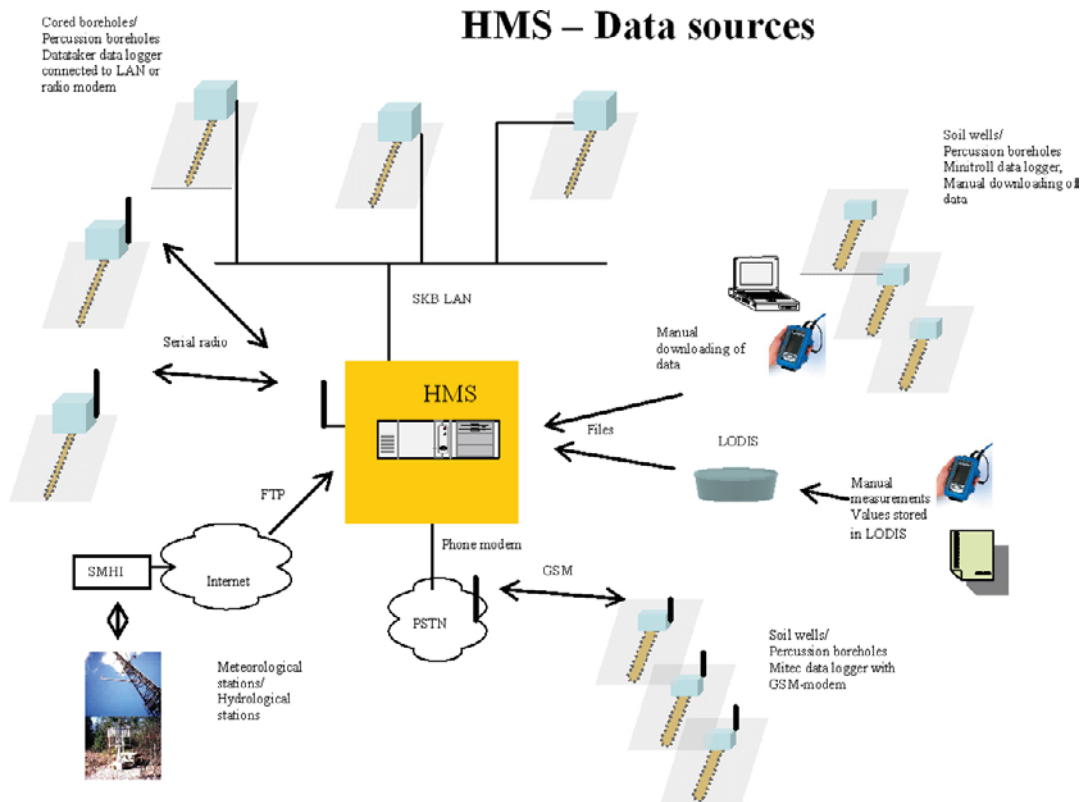 HMS – Data sources
Cored boreholes/
Percussion boreholes
Datataker data logger
connected to LAN or
radio modem
Soil wells/
Percussion boreholes
Minitroll data logger,
Manual downloading of
data
SKB LAN
Serial radio
Manual
downloading of
data
HMS
Files
LODIS
FTP
Manual
measurements
Values stored
in LODIS
Phone modem
SMHI
Internet
GSM
PSTN
Meteorological
stations/
Hydrological
stations
Soil wells/
Percussion boreholes
Mitec data logger with
GSM-modem